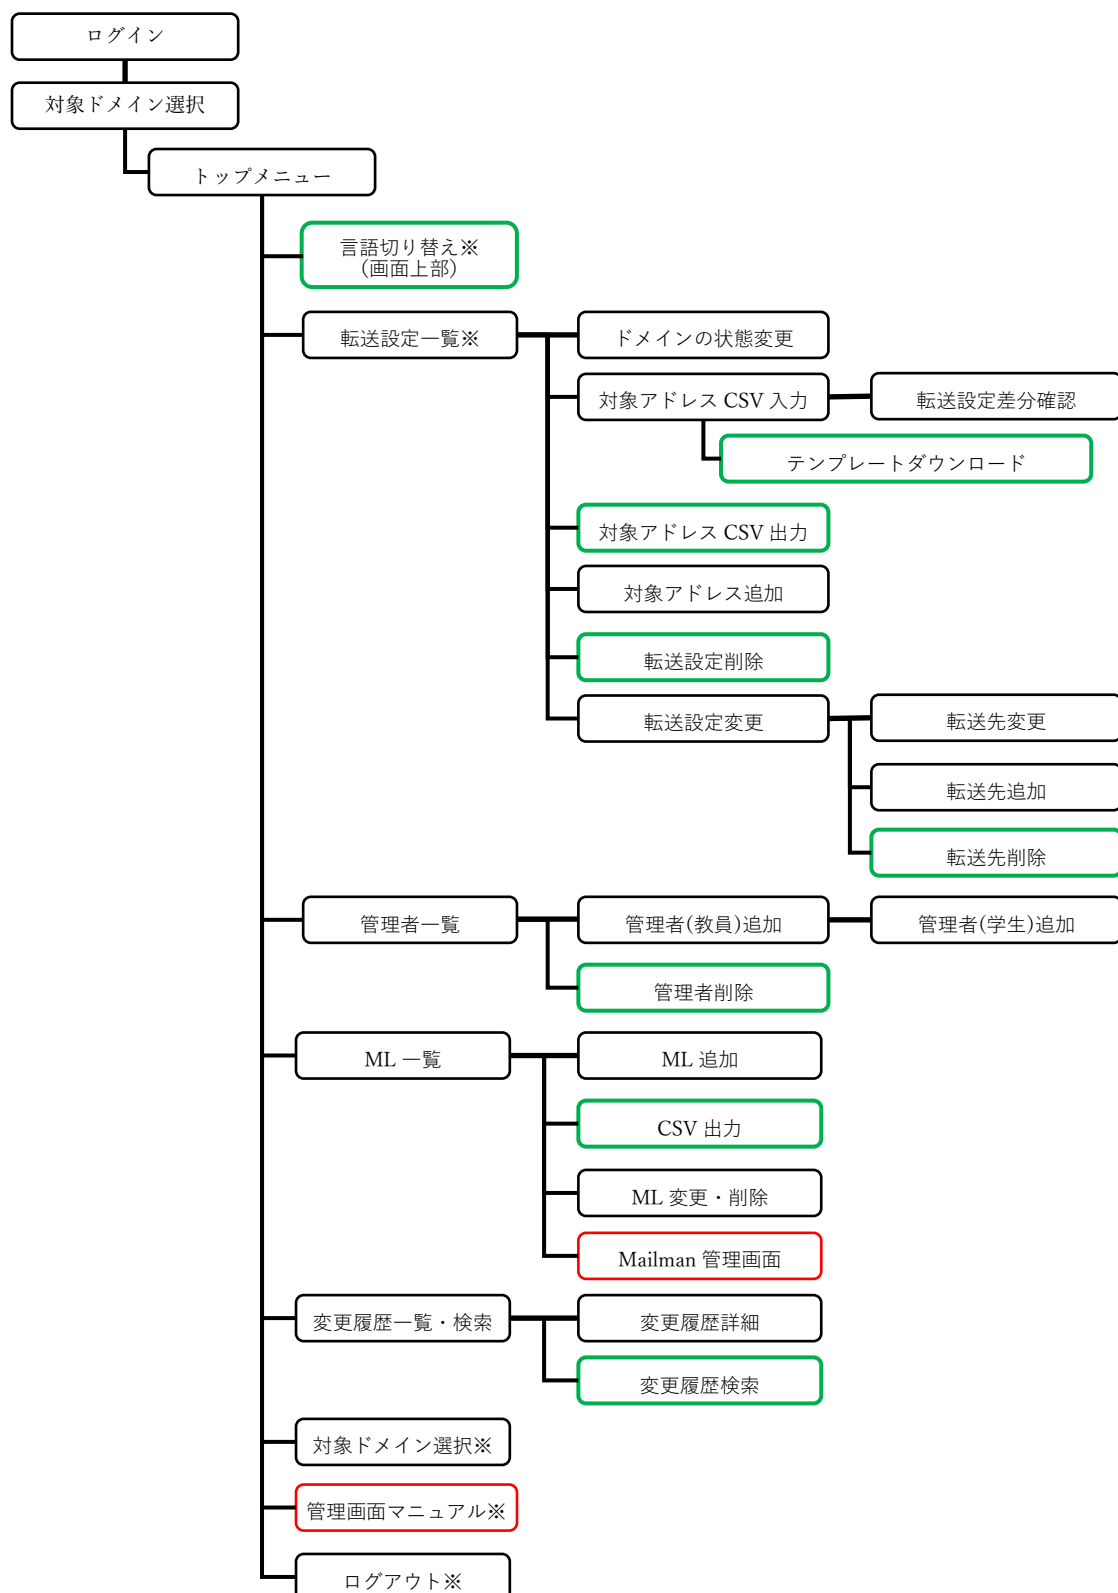 ログイン
対象ドメイン選択
トップメニュー
言語切り替え※
(画面上部)
転送設定一覧※
ドメインの状態変更
対象アドレス CSV 入力
転送設定差分確認
テンプレートダウンロード
対象アドレス CSV 出力
対象アドレス追加
転送設定削除
転送設定変更
転送先変更
転送先追加
転送先削除
管理者一覧
管理者(教員)追加
管理者(学生)追加
管理者削除
ML 一覧
ML 追加
CSV 出力
ML 変更・削除
Mailman 管理画面
変更履歴一覧・検索
変更履歴詳細
変更履歴検索
対象ドメイン選択※
管理画面マニュアル※
ログアウト※